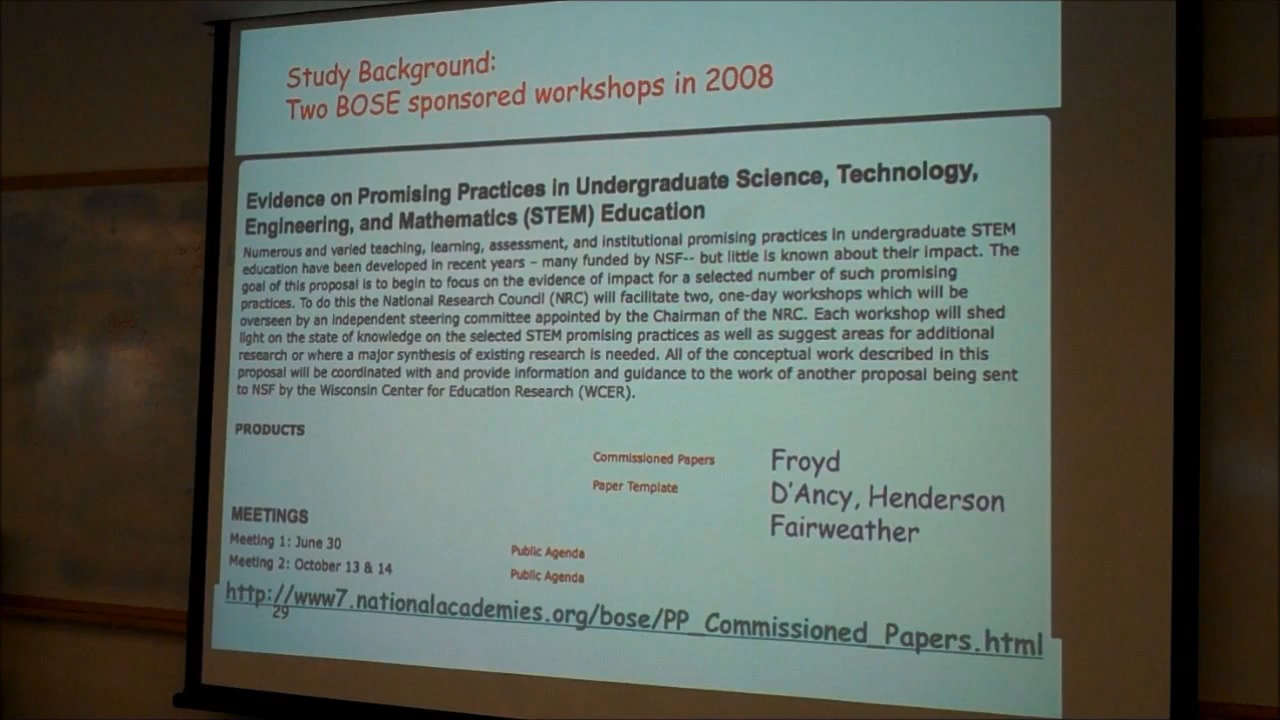 Study Background:
Two BOSE sponsored workshops in 2008
Evidence on Promising Practices in Undergraduate Science, Technology,
Engineering, and Mathematics (STEM) Education
Numerous and varied teaching, learning, assessment, and institutional promising practices in undergraduate STEM
education have been developed in recent years – many funded by NSF-- but little is known about their impact. The
goal of this proposal is to begin to focus on the evidence of impact for a selected number of such promising
practices. To do this the National Research Council (NRC) will facilitate two, one-day workshops which will be
overseen by an independent steering committee appointed by the Chairman of the NRC. Each workshop will shed
light on the state of knowledge on the selected STEM promising practices as well as suggest areas for additional
research or where a major synthesis of existing research is needed. All of the conceptual work described in this
proposal will be coordinated with and provide information and guidance to the work of another proposal being sent
to NSF by the Wisconsin Center for Education Research (WCER).
PRODUCTS
Commissioned Papers
Paper Template
Froyd
D'Ancy, Henderson
Fairweather
MEETINGS
Meeting 1: June 30
Public Agenda
Meeting 2: October 13 & 14
Public Agenda
http://www7.nationalacademies.org/bose/PP_Commissioned_Papers.html
29